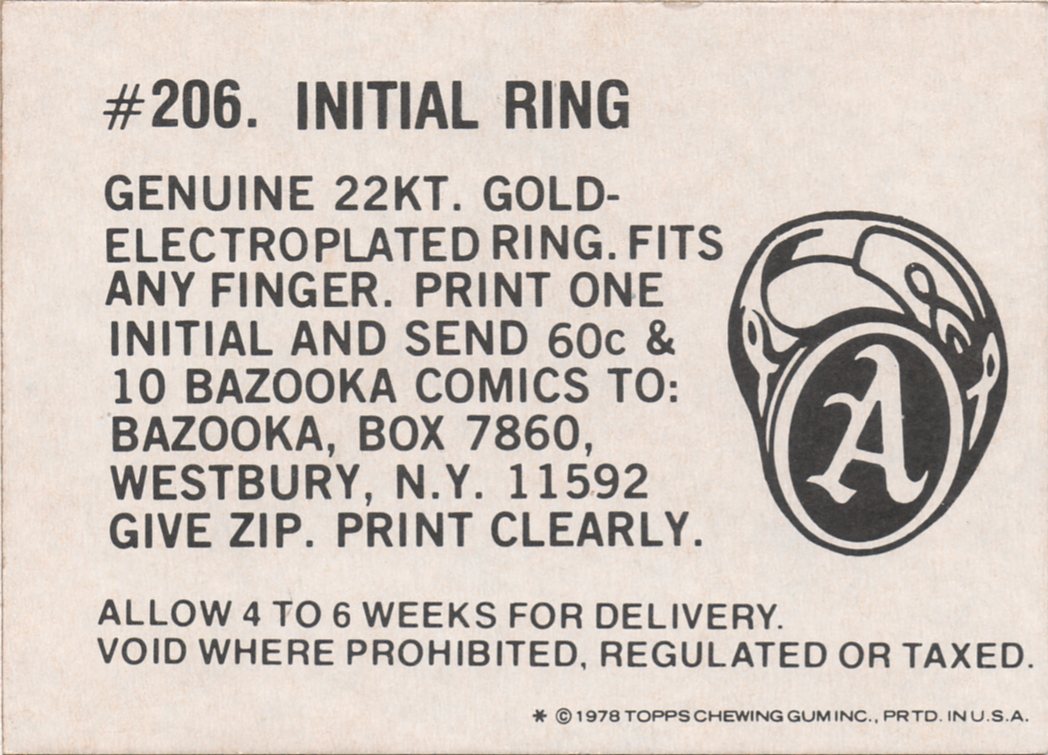 #206. INITIAL RING
GENUINE 22KT. GOLD-
ELECTROPLATED RING. FITS
ANY FINGER. PRINT ONE
INITIAL AND SEND 60c &
10 BAZOOKA COMICS TO:
BAZOOKA, BOX 7860,
WESTBURY, N.Y. 11592
GIVE ZIP. PRINT CLEARLY.
A
ALLOW 4 TO 6 WEEKS FOR DELIVERY.
VOID WHERE PROHIBITED, REGULATED OR TAXED.
* © 1978 TOPPS CHEWING GUM INC., PRTD. IN U.S.A.